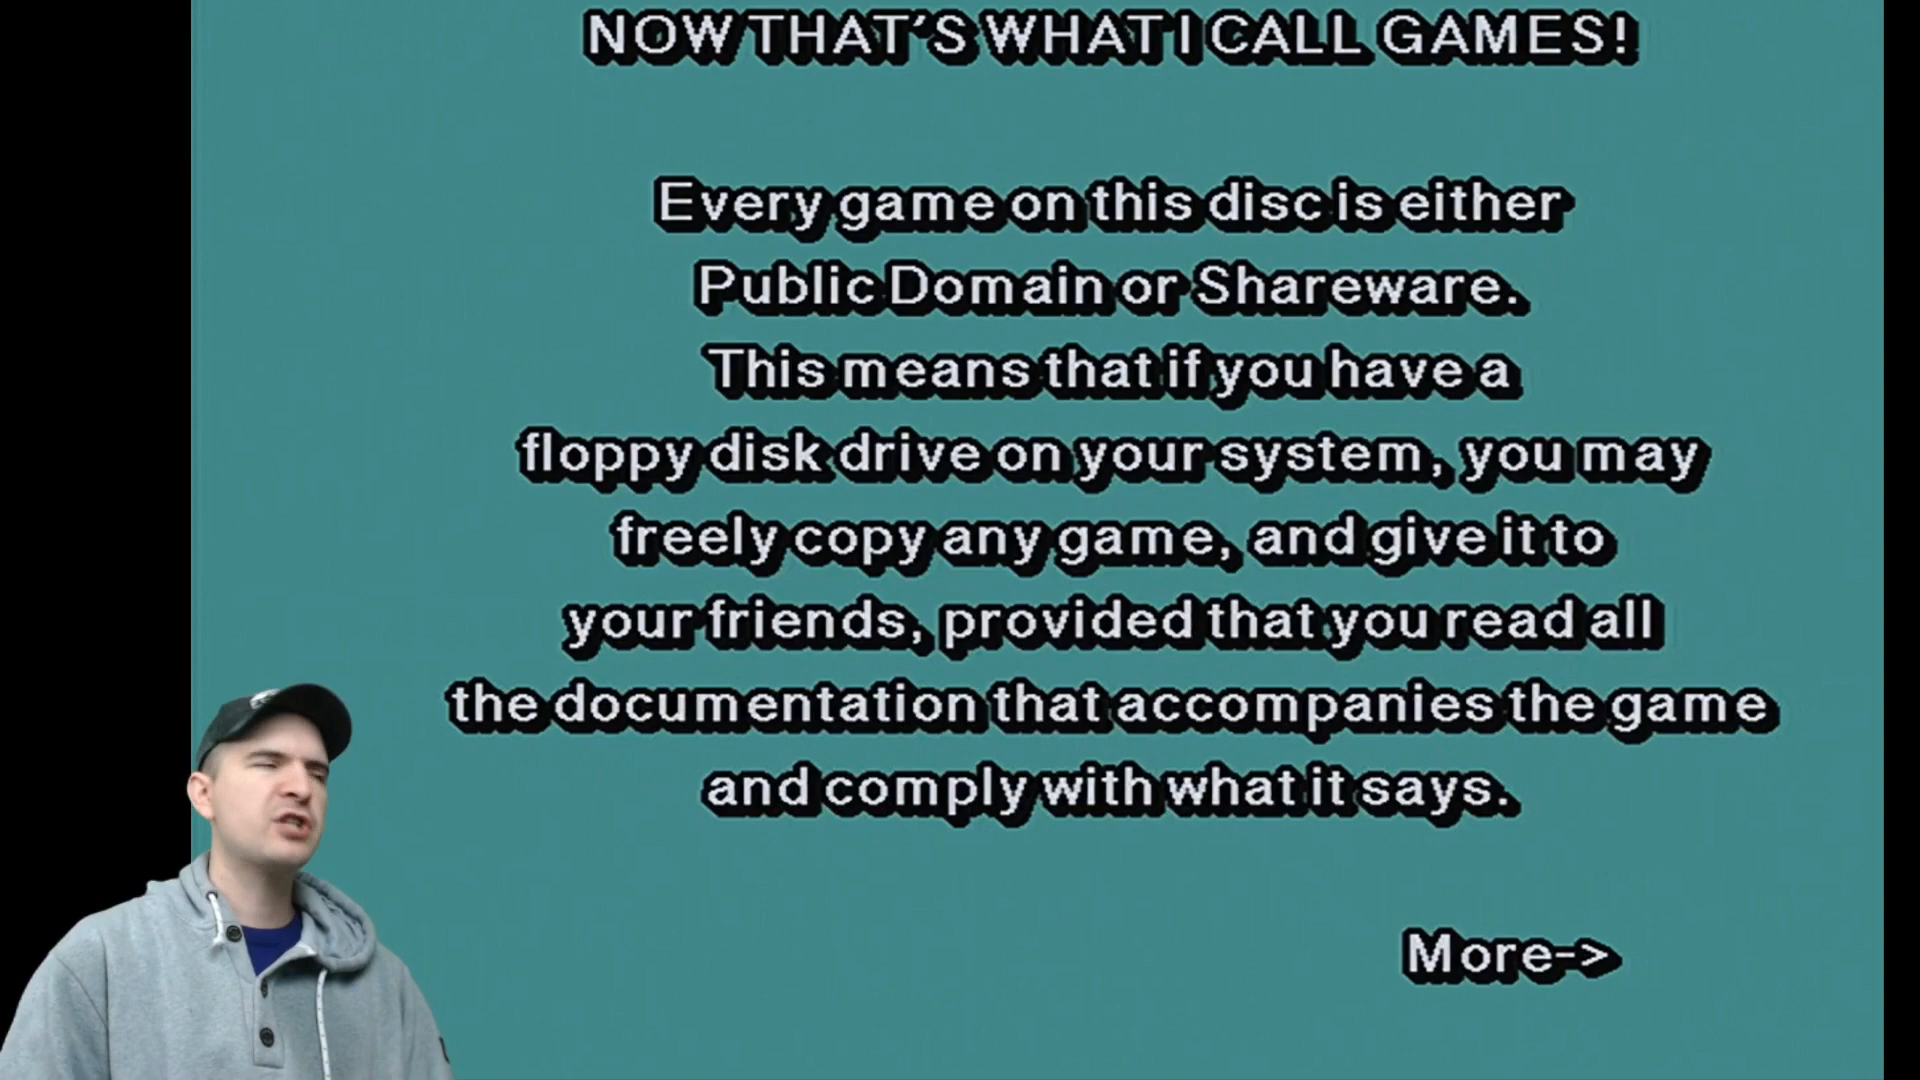 NOW THAT'S WHAT I CALL GAMES!
Every game on this disc is either
Public Domain or Shareware.
This means that if you have a
floppy disk drive on your system, you may
freely copy any game, and give it to
your friends, provided that you read all
the documentation that accompanies the game
and comply with what it says.
More->